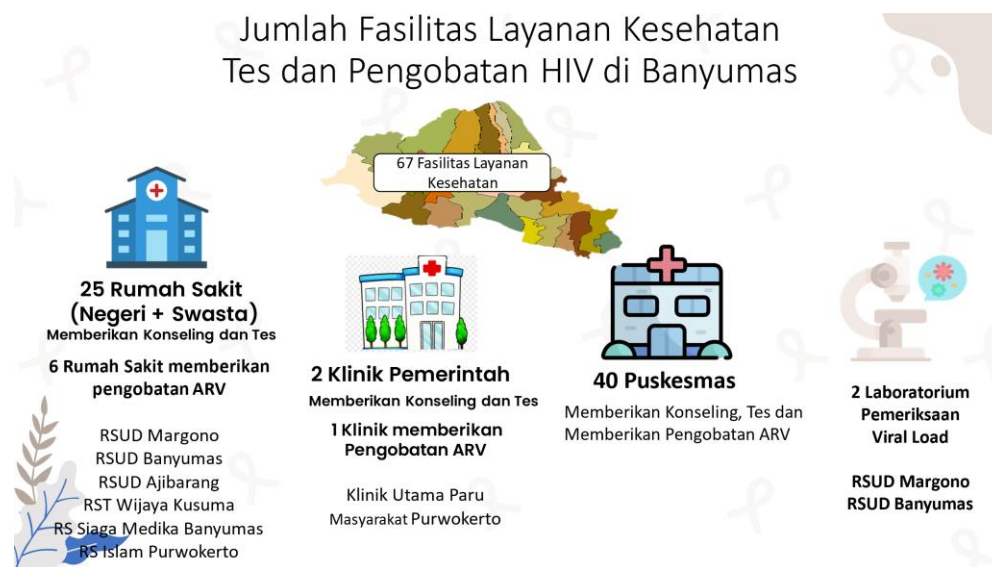 Jumlah Fasilitas Layanan Kesehatan
Tes dan Pengobatan HIV di Banyumas
67 Fasilitas Layanan
Kesehatan
25 Rumah Sakit
(Negeri + Swasta)
Memberikan Konseling dan Tes
6 Rumah Sakit memberikan
pengobatan ARV
RSUD Margono
RSUD Banyumas
RSUD Ajibarang
RST Wijaya Kusuma
RS Siaga Medika Banyumas
RS Islam Purwokerto
2 Klinik Pemerintah
Memberikan Konseling dan Tes
1 Klinik memberikan
Pengobatan ARV
Klinik Utama Paru
Masyarakat Purwokerto
40 Puskesmas
Memberikan Konseling, Tes dan
Memberikan Pengobatan ARV
2 Laboratorium
Pemeriksaan
Viral Load
RSUD Margono
RSUD Banyumas